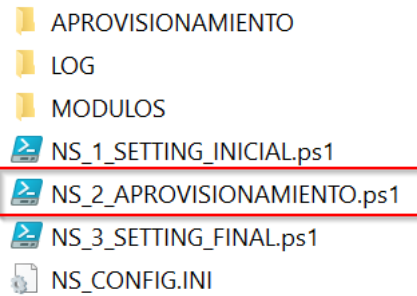 APROVISIONAMIENTO
LOG
MODULOS
NS_1_SETTING_INICIAL.ps1
NS_2_APROVISIONAMIENTO.ps1
NS_3_SETTING_FINAL.ps1
NS_CONFIG.INI